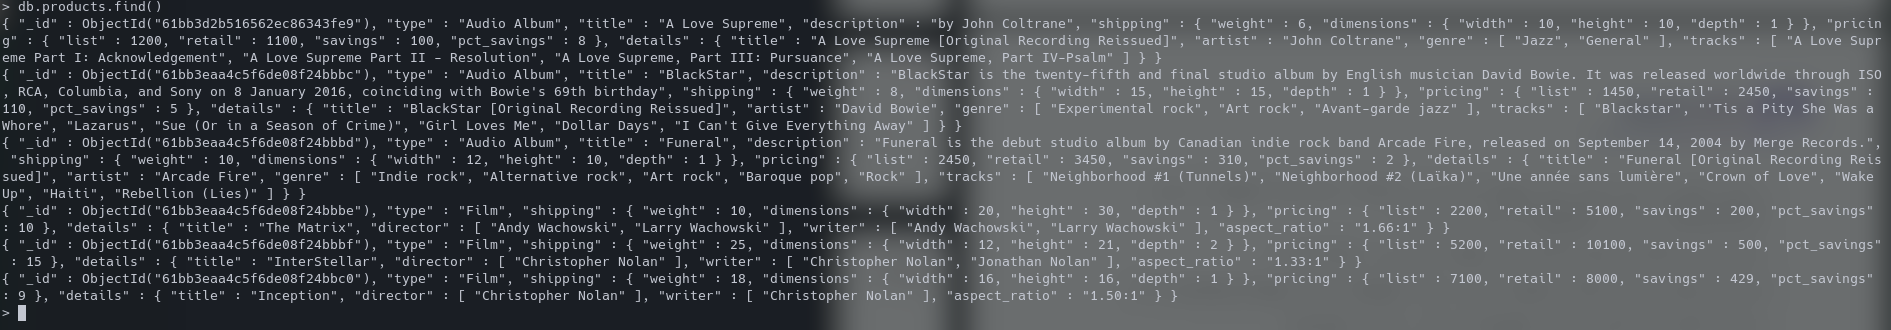 > db.products.find()
{ "_id" : ObjectId("61bb3d2b516562ec86343fe9"), "type" : "Audio Album", "title" : "A Love Supreme", "description" : "by John Coltrane", "shipping" : { "weight" : 6, "dimensions" : { "width" : 10, "height" : 10, "depth" : 1 } }, "pricin
g" : { "list" : 1200, "retail" : 1100, "savings" : 100, "pct_savings" : 8 }, "details" : { "title" : "A Love Supreme [Original Recording Reissued]", "artist" : "John Coltrane", "genre" : [ "Jazz", "General" ], "tracks" : [ "A Love Supr
eme Part I: Acknowledgement", "A Love Supreme Part II - Resolution", "A Love Supreme, Part III: Pursuance", "A Love Supreme, Part IV-Psalm" ] } }
{ "_id" : ObjectId("61bb3eaa4c5f6de08f24bbbc"), "type" : "Audio Album", "title" : "BlackStar", "description" : "BlackStar is the twenty-fifth and final studio album by English musician David Bowie. It was released worldwide through ISO
, RCA, Columbia, and Sony on 8 January 2016, coinciding with Bowie's 69th birthday", "shipping" : { "weight" : 8, "dimensions" : { "width" : 15, "height" : 15, "depth" : 1 } }, "pricing" : { "list" : 1450, "retail" : 2450, "savings" :
110, "pct_savings" : 5 }, "details" : { "title" : "BlackStar [Original Recording Reissued]", "artist" : "David Bowie", "genre" : [ "Experimental rock", "Art rock", "Avant-garde jazz" ], "tracks" : [ "Blackstar", "'Tis a Pity She Was a
Whore", "Lazarus", "Sue (Or in a Season of Crime)", "Girl Loves Me", "Dollar Days", "I Can't Give Everything Away" ] } }
{ "_id" : ObjectId("61bb3eaa4c5f6de08f24bbbd"), "type" : "Audio Album", "title" : "Funeral", "description" : "Funeral is the debut studio album by Canadian indie rock band Arcade Fire, released on September 14, 2004 by Merge Records.",
"shipping" : { "weight" : 10, "dimensions" : { "width" : 12, "height" : 10, "depth" : 1 } }, "pricing" : { "list" : 2450, "retail" : 3450, "savings" : 310, "pct_savings" : 2 }, "details" : { "title" : "Funeral [Original Recording Reis
sued]", "artist" : "Arcade Fire", "genre" : [ "Indie rock", "Alternative rock", "Art rock", "Baroque pop", "Rock" ], "tracks" : [ "Neighborhood #1 (Tunnels)", "Neighborhood #2 (Laïka)", "Une année sans lumière", "Crown of Love", "Wake
Up", "Haiti", "Rebellion (Lies)" ] } }
{ "_id" : ObjectId("61bb3eaa4c5f6de08f24bbbe"), "type" : "Film", "shipping" : { "weight" : 10, "dimensions" : { "width" : 20, "height" : 30, "depth" : 1 } }, "pricing" : { "list" : 2200, "retail" : 5100, "savings" : 200, "pct_savings"
: 10 }, "details" : { "title" : "The Matrix", "director" : [ "Andy Wachowski", "Larry Wachowski" ], "writer" : [ "Andy Wachowski", "Larry Wachowski" ], "aspect_ratio" : "1.66:1" } }
{ "_id" : ObjectId("61bb3eaa4c5f6de08f24bbbf"), "type" : "Film", "shipping" : { "weight" : 25, "dimensions" : { "width" : 12, "height" : 21, "depth" : 2 } }, "pricing" : { "list" : 5200, "retail" : 10100, "savings" : 500, "pct_savings"
: 15 }, "details" : { "title" : "InterStellar", "director" : [ "Christopher Nolan" ], "writer" : [ "Christopher Nolan", "Jonathan Nolan" ], "aspect_ratio" : "1.33:1" } }
{ "_id" : ObjectId("61bb3eaa4c5f6de08f24bbc0"), "type" : "Film", "shipping" : { "weight" : 18, "dimensions" : { "width" : 16, "height" : 16, "depth" : 1 } }, "pricing" : { "list" : 7100, "retail" : 8000, "savings" : 429, "pct_savings"
: 9 }, "details" : { "title" : "Inception", "director" : [ "Christopher Nolan" ], "writer" : [ "Christopher Nolan" ], "aspect_ratio" : "1.50:1" } }
>